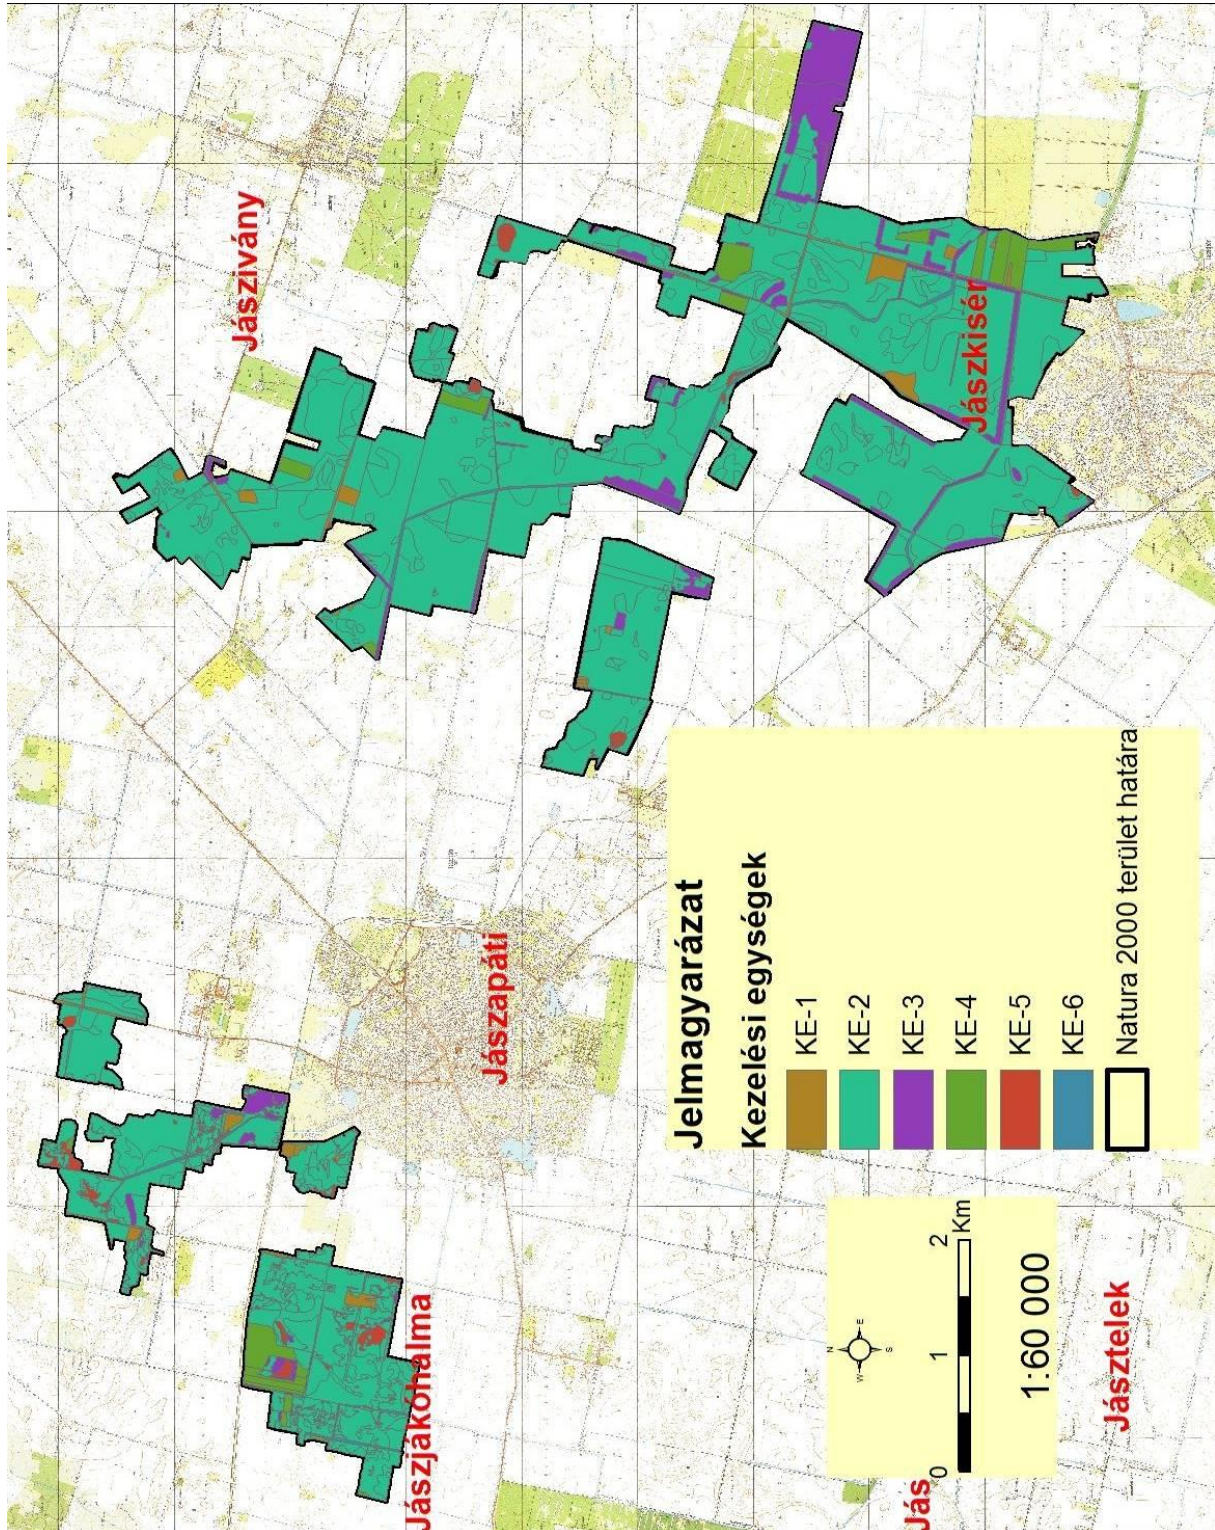 Jászivány
Jászkisér
Jászapáti
Jászjákóhalma
Jás
Jásztelek
Jelmagyarázat
Kezelési egységek
KE-1
KE-2
KE-3
KE-4
KE-5
KE-6
Natura 2000 terület határa
N
W
E
S
0 1 2
Km
1:60 000